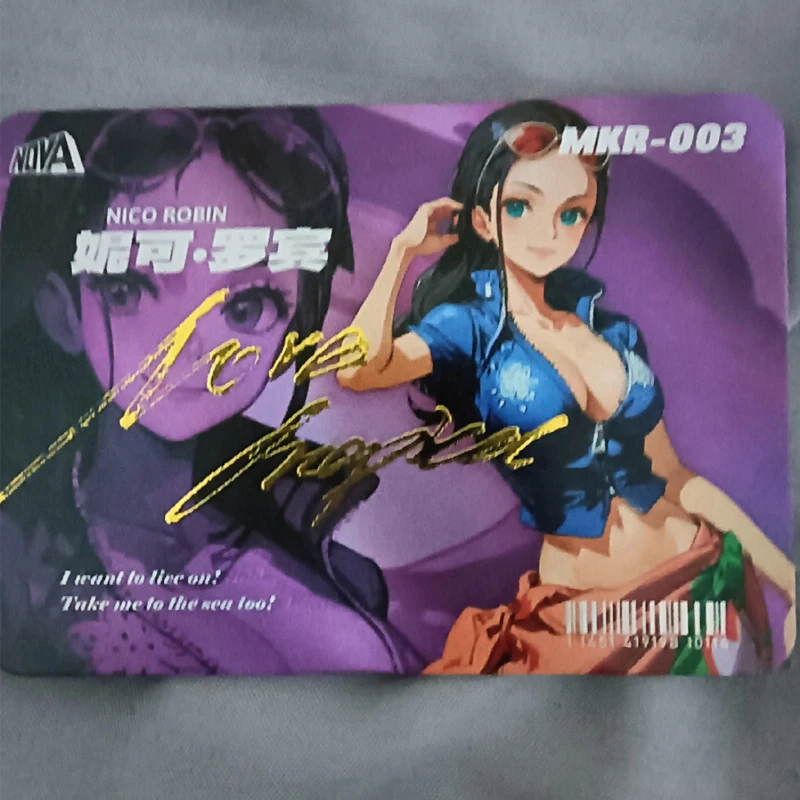 NOVA
MKR-003
NICO ROBIN
妮可·罗宾
Love
I want to live on!
Take me to the sea too!